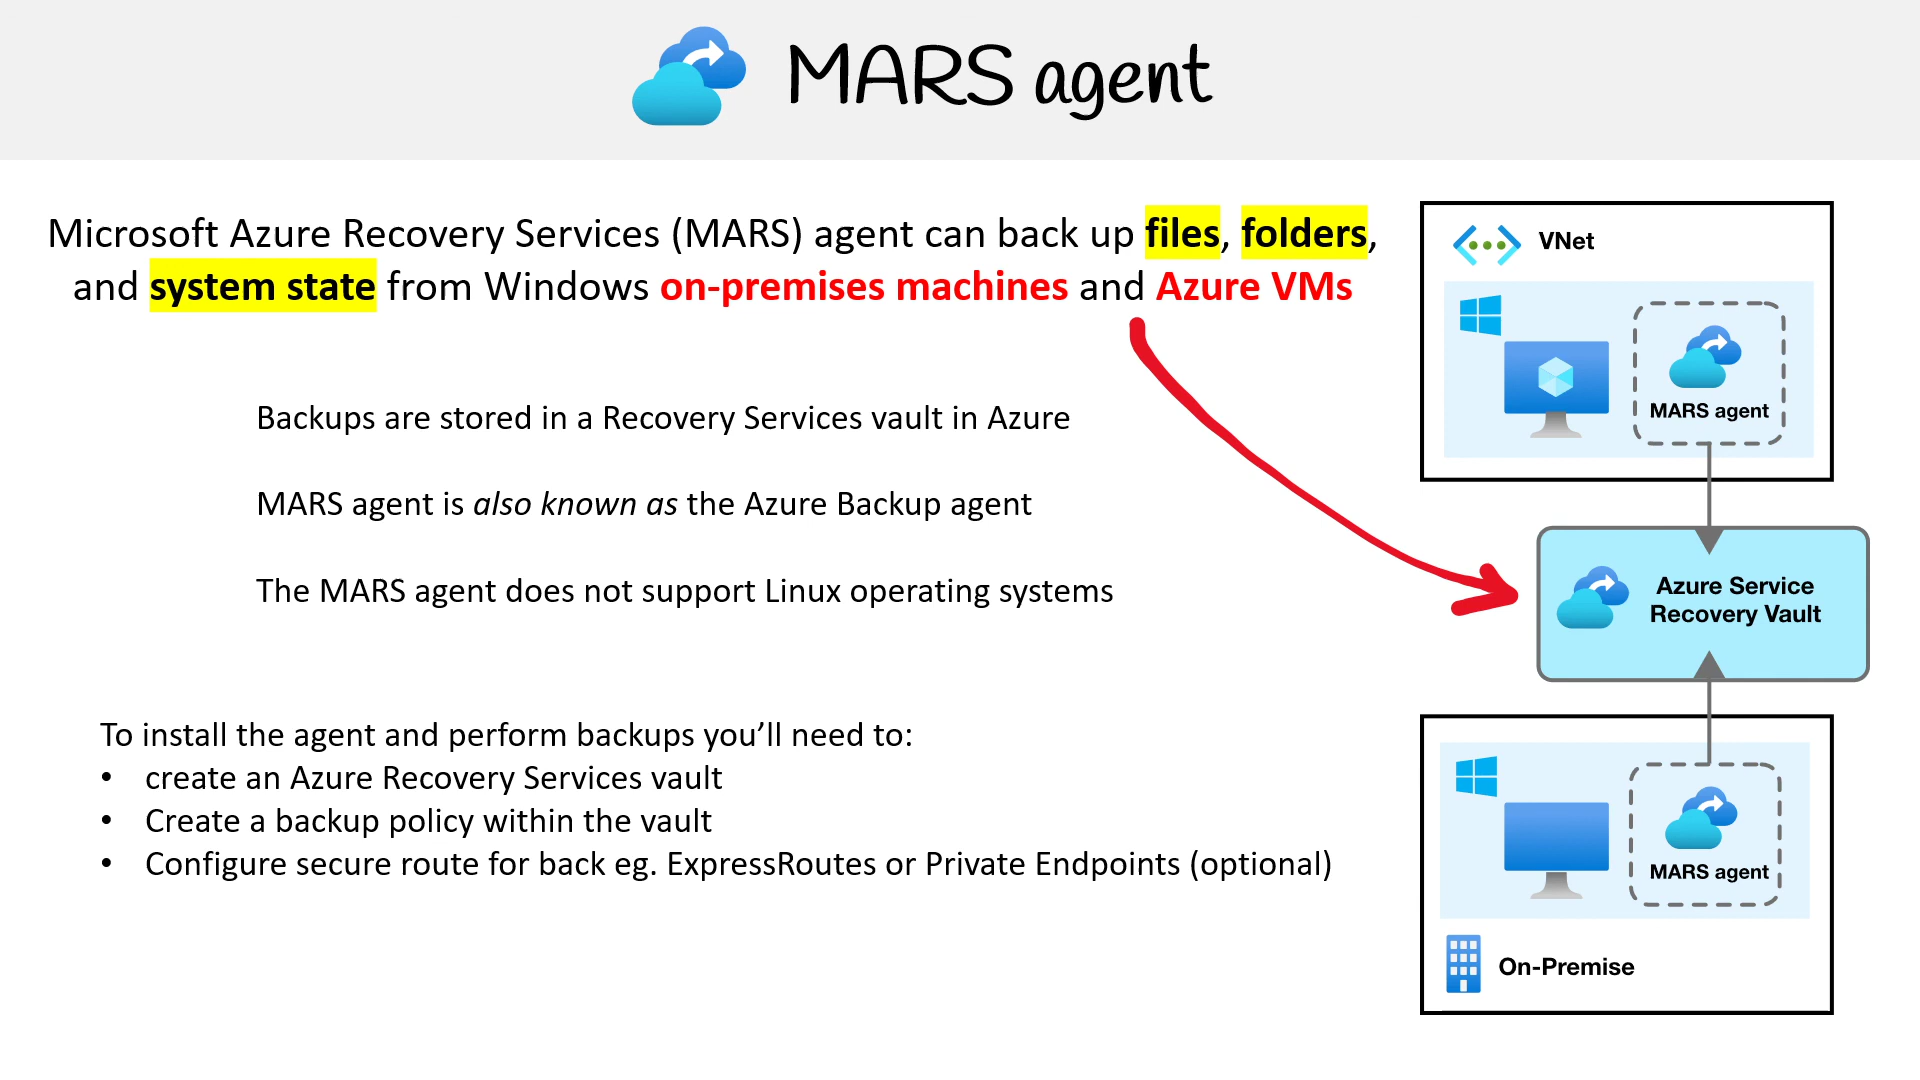 MARS agent
Microsoft Azure Recovery Services (MARS) agent can back up files, folders,
and system state from Windows on-premises machines and Azure VMs
Backups are stored in a Recovery Services vault in Azure
MARS agent is also known as the Azure Backup agent
The MARS agent does not support Linux operating systems
To install the agent and perform backups you’ll need to:
• create an Azure Recovery Services vault
• Create a backup policy within the vault
• Configure secure route for back eg. ExpressRoutes or Private Endpoints (optional)
VNet
MARS agent
Azure Service
Recovery Vault
MARS agent
On-Premise